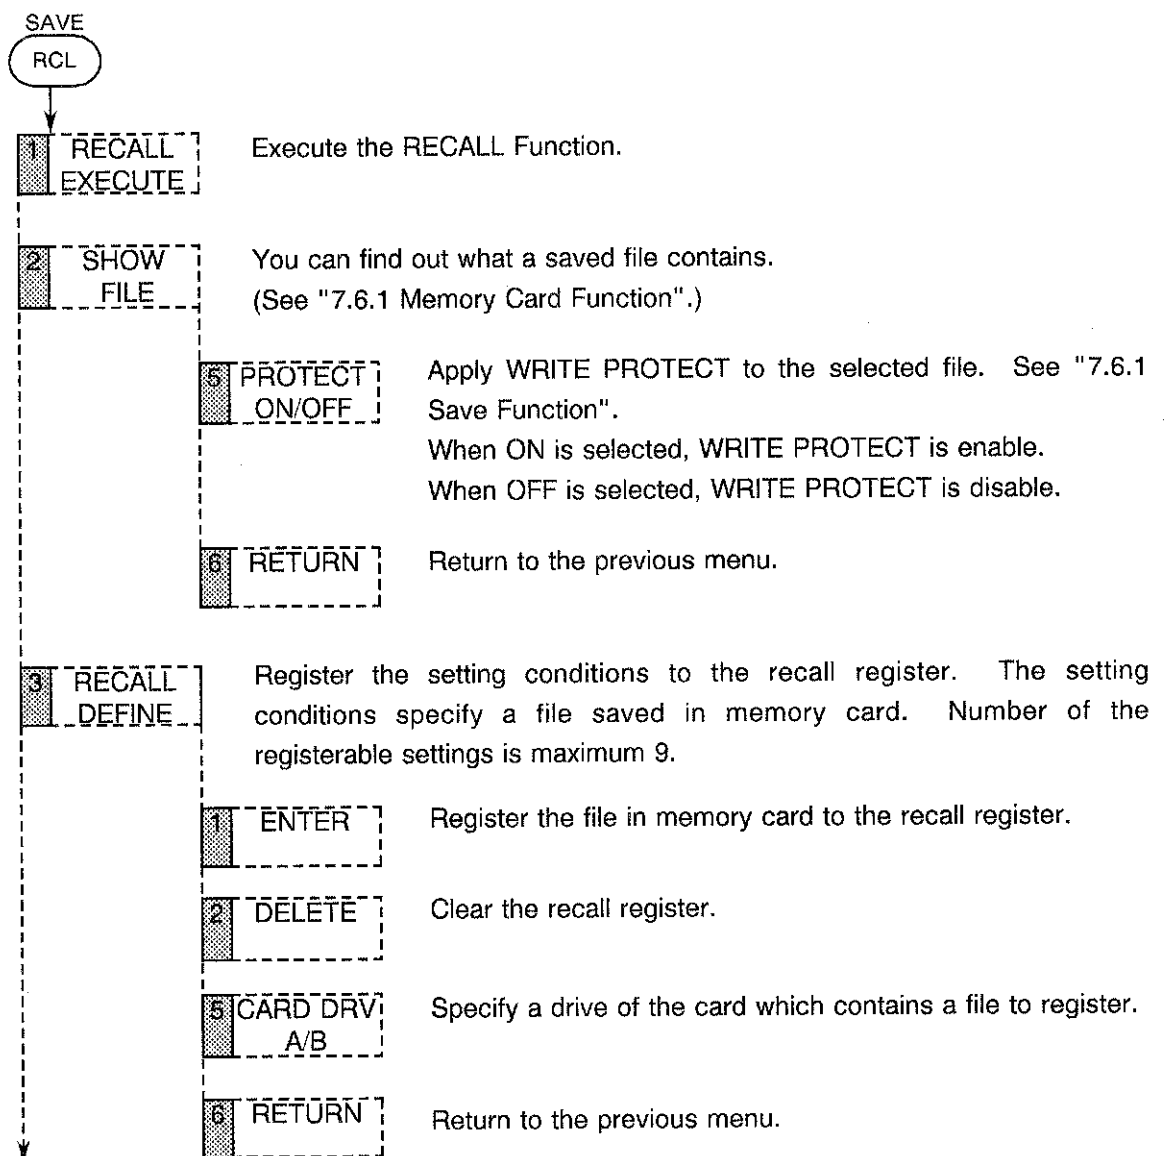 SAVE
RCL
1 RECALL EXECUTE
Execute the RECALL Function.
2 SHOW FILE
You can find out what a saved file contains.
(See "7.6.1 Memory Card Function".)
5 PROTECT ON/OFF
Apply WRITE PROTECT to the selected file. See "7.6.1
Save Function".
When ON is selected, WRITE PROTECT is enable.
When OFF is selected, WRITE PROTECT is disable.
6 RETURN
Return to the previous menu.
3 RECALL DEFINE
Register the setting conditions to the recall register. The setting
conditions specify a file saved in memory card. Number of the
registerable settings is maximum 9.
1 ENTER
Register the file in memory card to the recall register.
2 DELETE
Clear the recall register.
5 CARD DRV A/B
Specify a drive of the card which contains a file to register.
6 RETURN
Return to the previous menu.